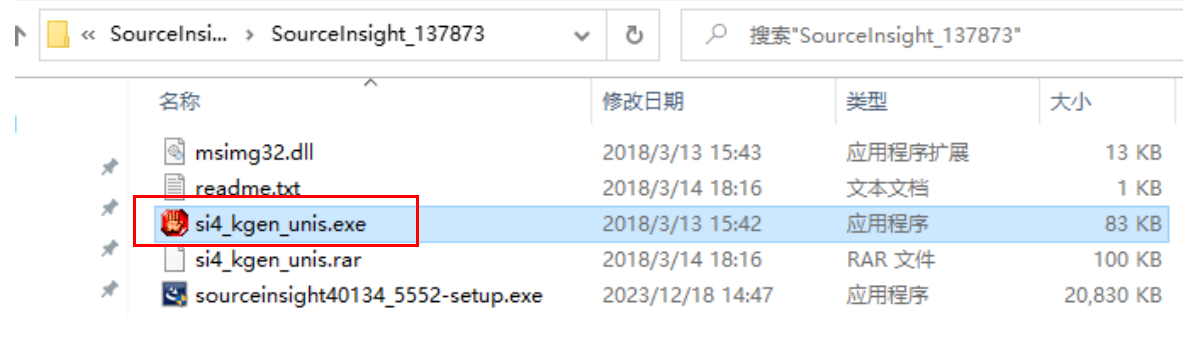 « SourceInsi... › SourceInsight_137873 搜索"SourceInsight_137873"
名称 修改日期 类型 大小
msimg32.dll 2018/3/13 15:43 应用程序扩展 13 KB
readme.txt 2018/3/14 18:16 文本文档 1 KB
si4_kgen_unis.exe 2018/3/13 15:42 应用程序 83 KB
si4_kgen_unis.rar 2018/3/14 18:16 RAR 文件 100 KB
sourceinsight40134_5552-setup.exe 2023/12/18 14:47 应用程序 20,830 KB